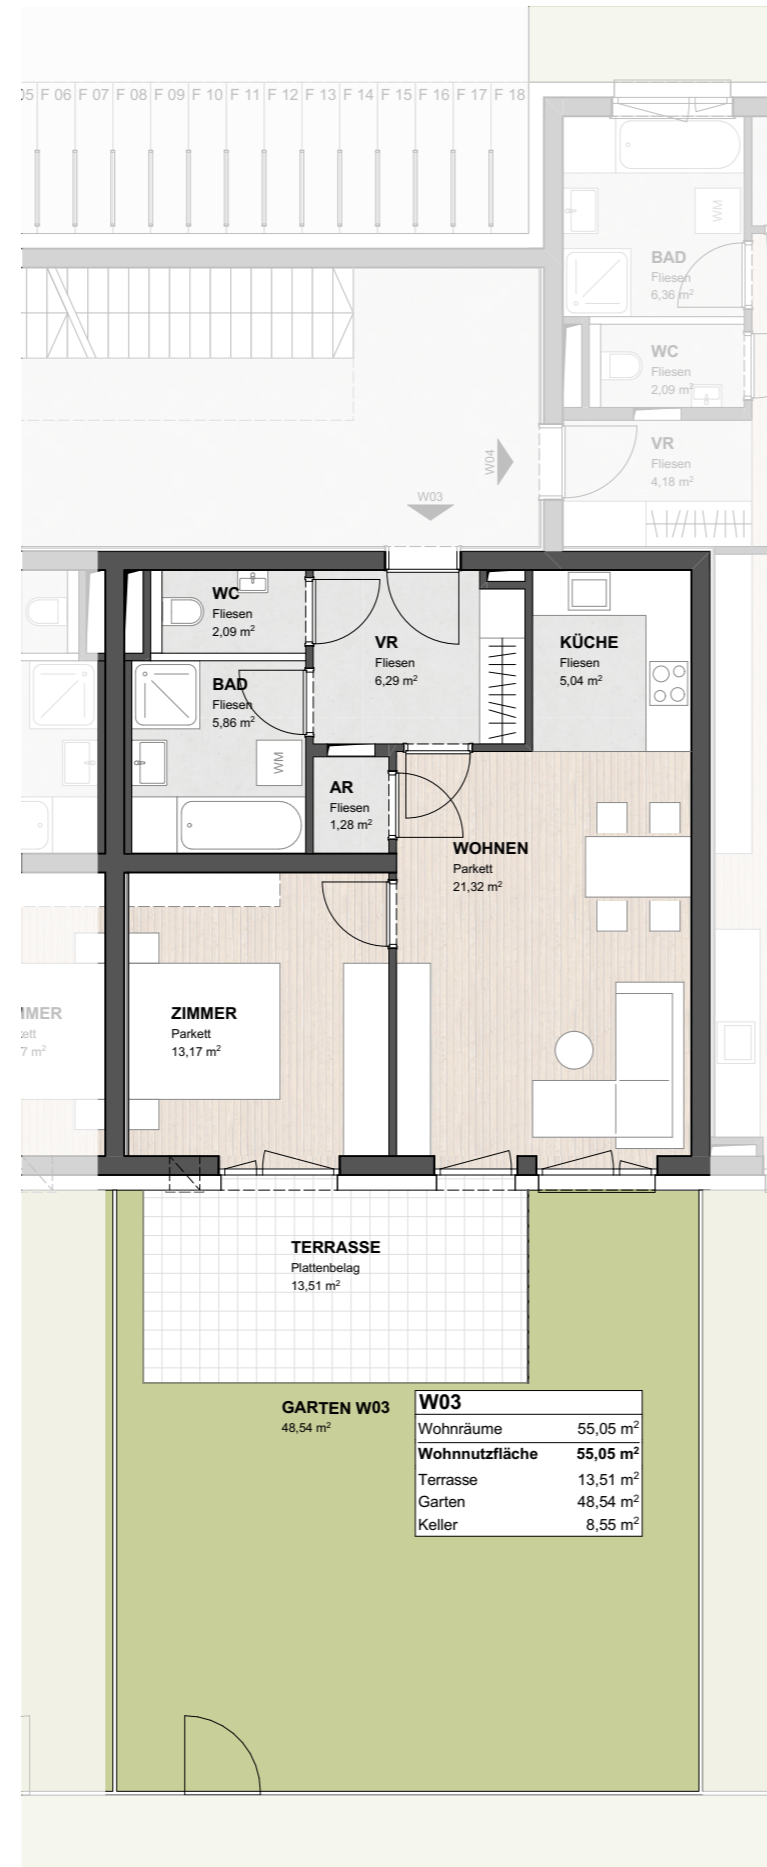 05 F 06 F 07 F 08 F 09 F 10 F 11 F 12 F 13 F 14 F 15 F 16 F 17 F 18
WM
BAD
Fliesen
6,36 m²
WC
Fliesen
2,09 m²
VR
Fliesen
4,18 m²
W04
W03
WC
Fliesen
2,09 m²
BAD
Fliesen
5,86 m²
WM
VR
Fliesen
6,29 m²
KÜCHE
Fliesen
5,04 m²
AR
Fliesen
1,28 m²
WOHNEN
Parkett
21,32 m²
MMER
kett
7 m²
ZIMMER
Parkett
13,17 m²
TERRASSE
Plattenbelag
13,51 m²
GARTEN W03
48,54 m²
W03
Wohnräume 55,05 m²
Wohnnutzfläche 55,05 m²
Terrasse 13,51 m²
Garten 48,54 m²
Keller 8,55 m²